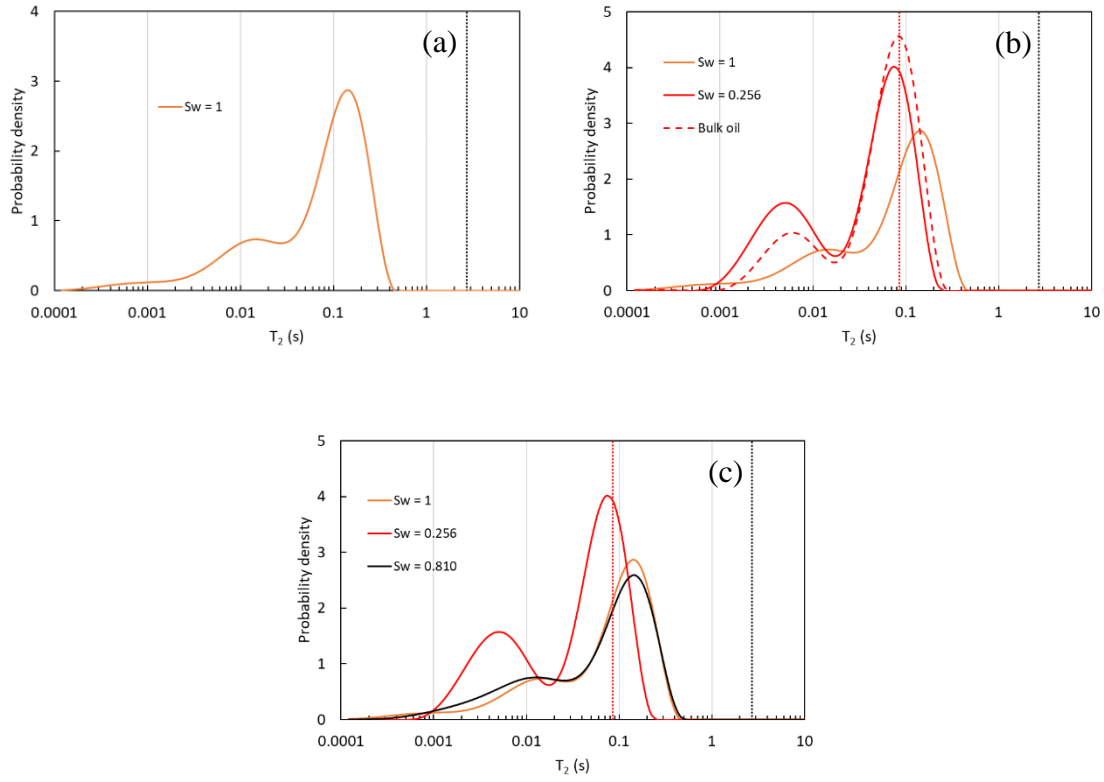 (a)
4
3
2
1
0
Probability density
Sw = 1
0.0001 0.001 0.01 0.1 1 10
T2 (s)
(b)
5
4
3
2
1
0
Probability density
Sw = 1
Sw = 0.256
Bulk oil
0.0001 0.001 0.01 0.1 1 10
T2 (s)
(c)
5
4
3
2
1
0
Probability density
Sw = 1
Sw = 0.256
Sw = 0.810
0.0001 0.001 0.01 0.1 1 10
T2 (s)